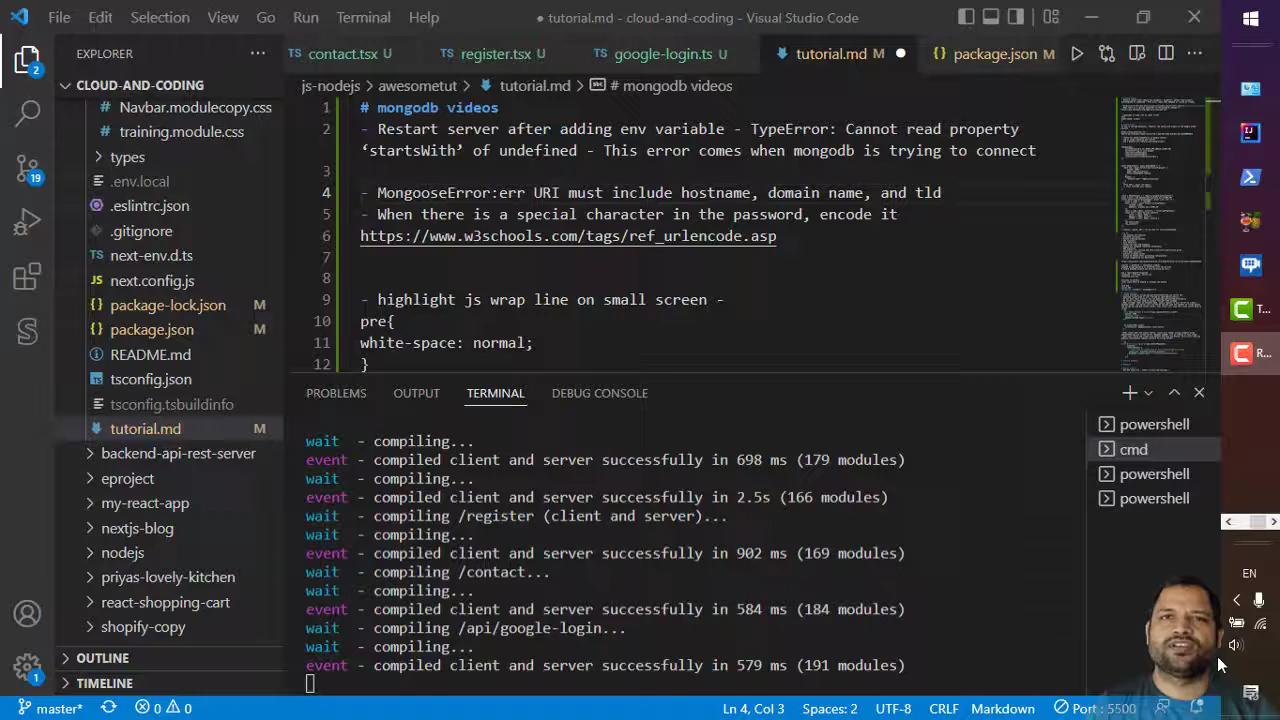 File Edit Selection View Go Run Terminal Help
● tutorial.md - cloud-and-coding - Visual Studio Code
EXPLORER
CLOUD-AND-CODING
Navbar.modulecopy.css
training.module.css
types
.env.local
.eslintrc.json
.gitignore
next-env.d.ts
next.config.js
package-lock.json M
package.json M
README.md
tsconfig.json
tsconfig.tsbuildinfo
tutorial.md M
backend-api-rest-server
eproject
my-react-app
nextjs-blog
nodejs
priyas-lovely-kitchen
react-shopping-cart
shopify-copy
OUTLINE
TIMELINE
2
19
1
TS contact.tsx U TS register.tsx U TS google-login.ts U tutorial.md M ● {} package.json M
js-nodejs > awesometut > tutorial.md > # mongodb videos
1 # mongodb videos
2 - Restart server after adding env variable - TypeError: Cannot read property
‘startsWith’ of undefined - This error comes when mongodb is trying to connect
3
4 - MongooseError:err URI must include hostname, domain name, and tld
5 - When there is a special character in the password, encode it
6 https://www.w3schools.com/tags/ref_urlencode.asp
7
8
9 - highlight js wrap line on small screen -
10 pre{
11 white-space: normal;
12 }
PROBLEMS OUTPUT TERMINAL DEBUG CONSOLE
wait - compiling...
event - compiled client and server successfully in 698 ms (179 modules)
wait - compiling...
event - compiled client and server successfully in 2.5s (166 modules)
wait - compiling /register (client and server)...
wait - compiling...
event - compiled client and server successfully in 902 ms (169 modules)
wait - compiling /contact...
wait - compiling...
event - compiled client and server successfully in 584 ms (184 modules)
wait - compiling /api/google-login...
wait - compiling...
event - compiled client and server successfully in 579 ms (191 modules)
powershell
cmd
powershell
powershell
T...
R...
EN
master* 0 0 Ln 4, Col 3 Spaces: 2 UTF-8 CRLF Markdown Port : 5500